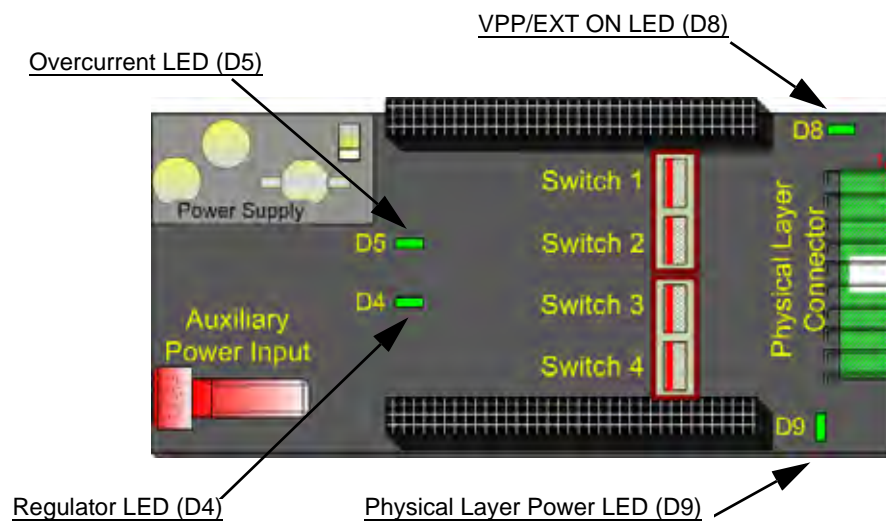 VPP/EXT ON LED (D8)
Overcurrent LED (D5)
D8
Switch 1
Power Supply
Physical Layer
Connector
D5
Switch 2
D4
Switch 3
Auxiliary
Power Input
Switch 4
D9
Regulator LED (D4)
Physical Layer Power LED (D9)